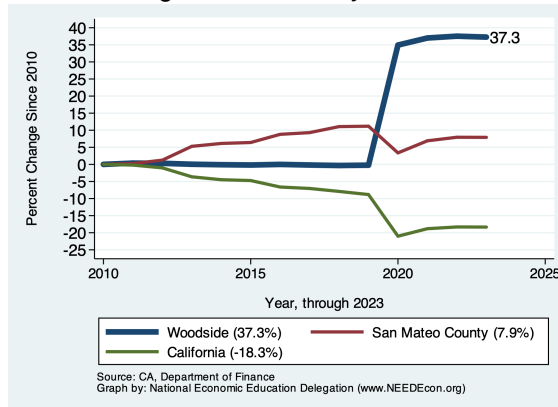 37.3
Percent Change Since 2010
40
35
30
25
20
15
10
5
0
-5
-10
-15
-20
-25
2010
2015
2020
2025
Year, through 2023
Woodside (37.3%)
San Mateo County (7.9%)
California (-18.3%)
Source: CA, Department of Finance
Graph by: National Economic Education Delegation (www.NEEDEcon.org)